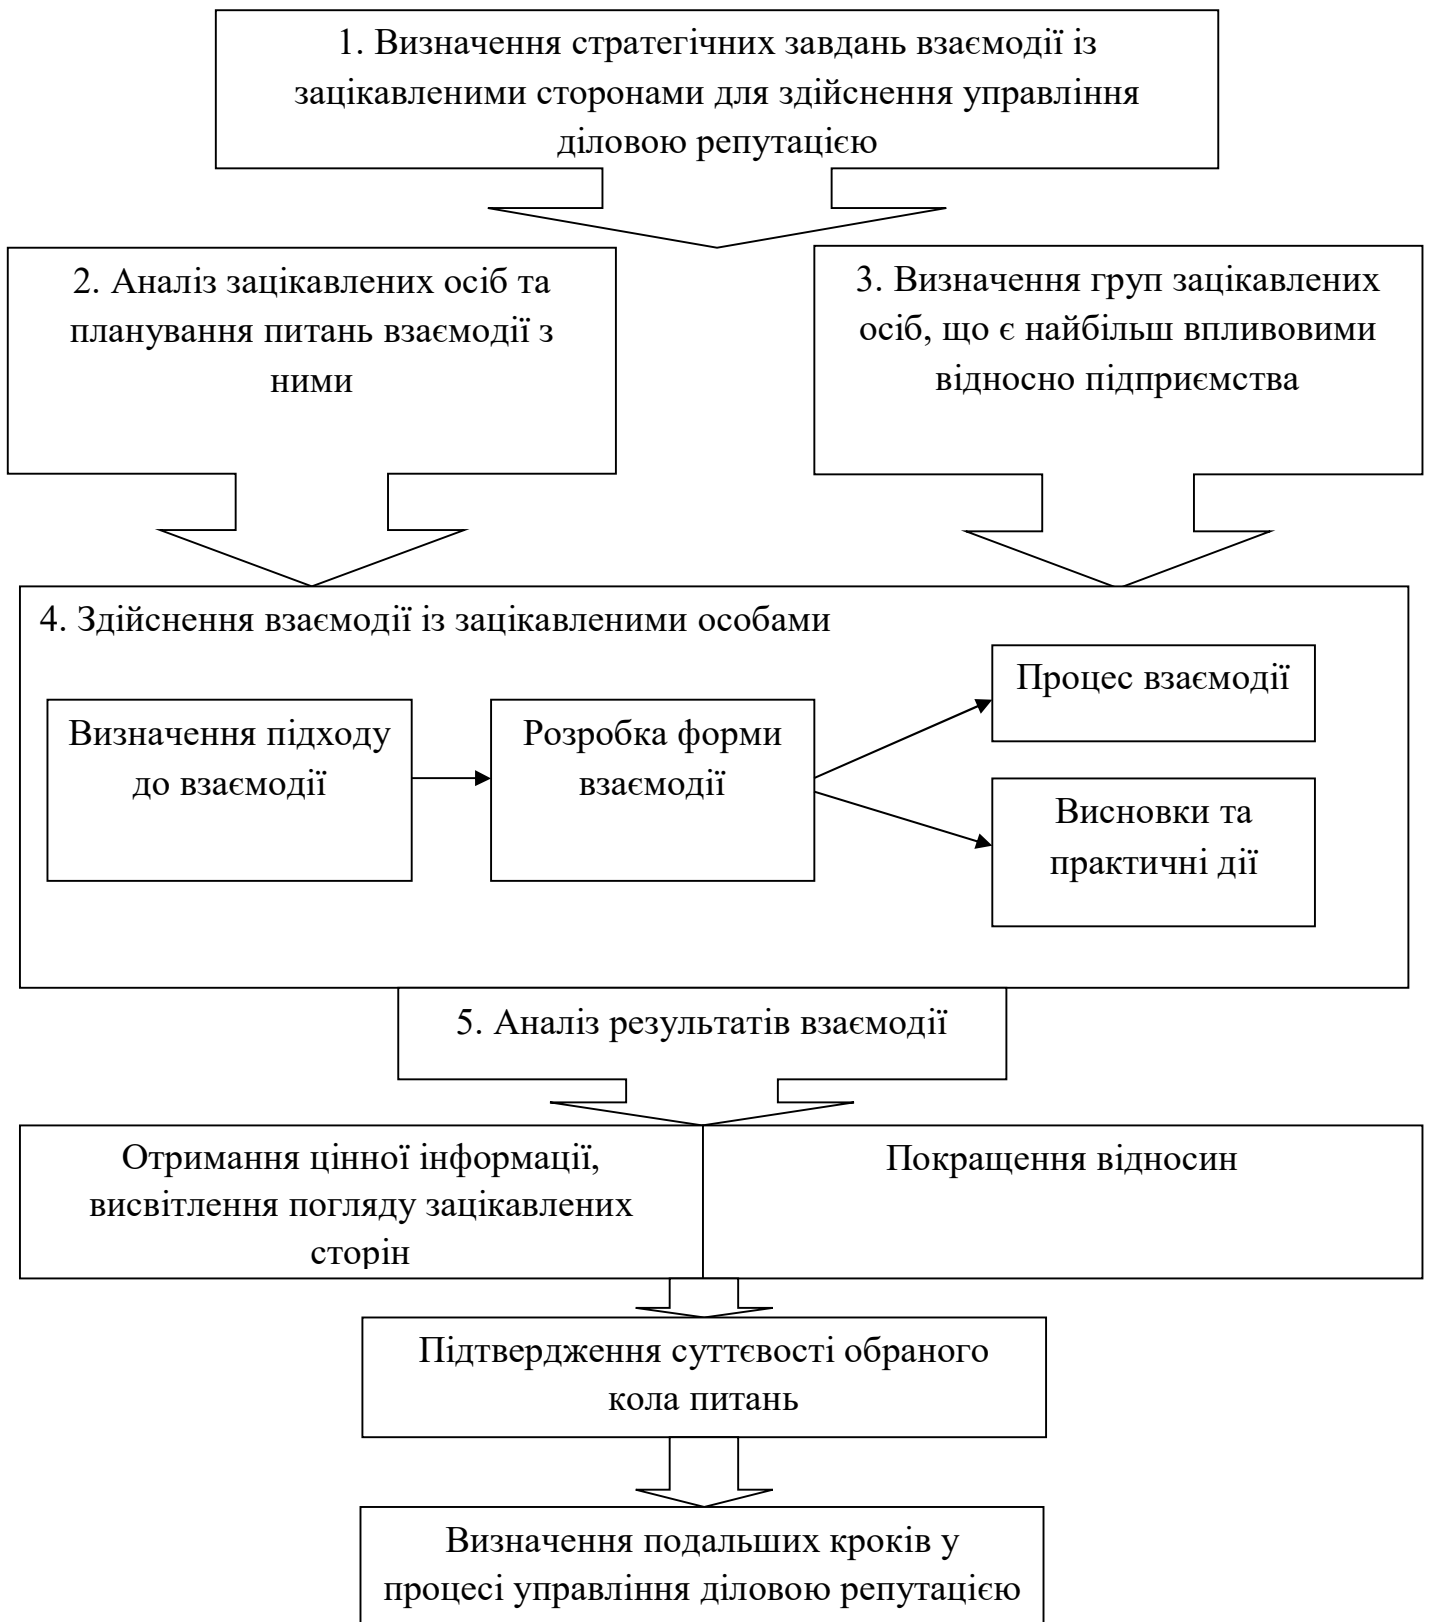 1. Визначення стратегічних завдань взаємодії із
зацікавленими сторонами для здійснення управління
діловою репутацією
2. Аналіз зацікавлених осіб та
планування питань взаємодії з
ними
3. Визначення груп зацікавлених
осіб, що є найбільш впливовими
відносно підприємства
4. Здійснення взаємодії із зацікавленими особами
Визначення підходу
до взаємодії
Розробка форми
взаємодії
Процес взаємодії
Висновки та
практичні дії
5. Аналіз результатів взаємодії
Отримання цінної інформації,
висвітлення погляду зацікавлених
сторін
Покращення відносин
Підтвердження суттєвості обраного
кола питань
Визначення подальших кроків у
процесі управління діловою репутацією